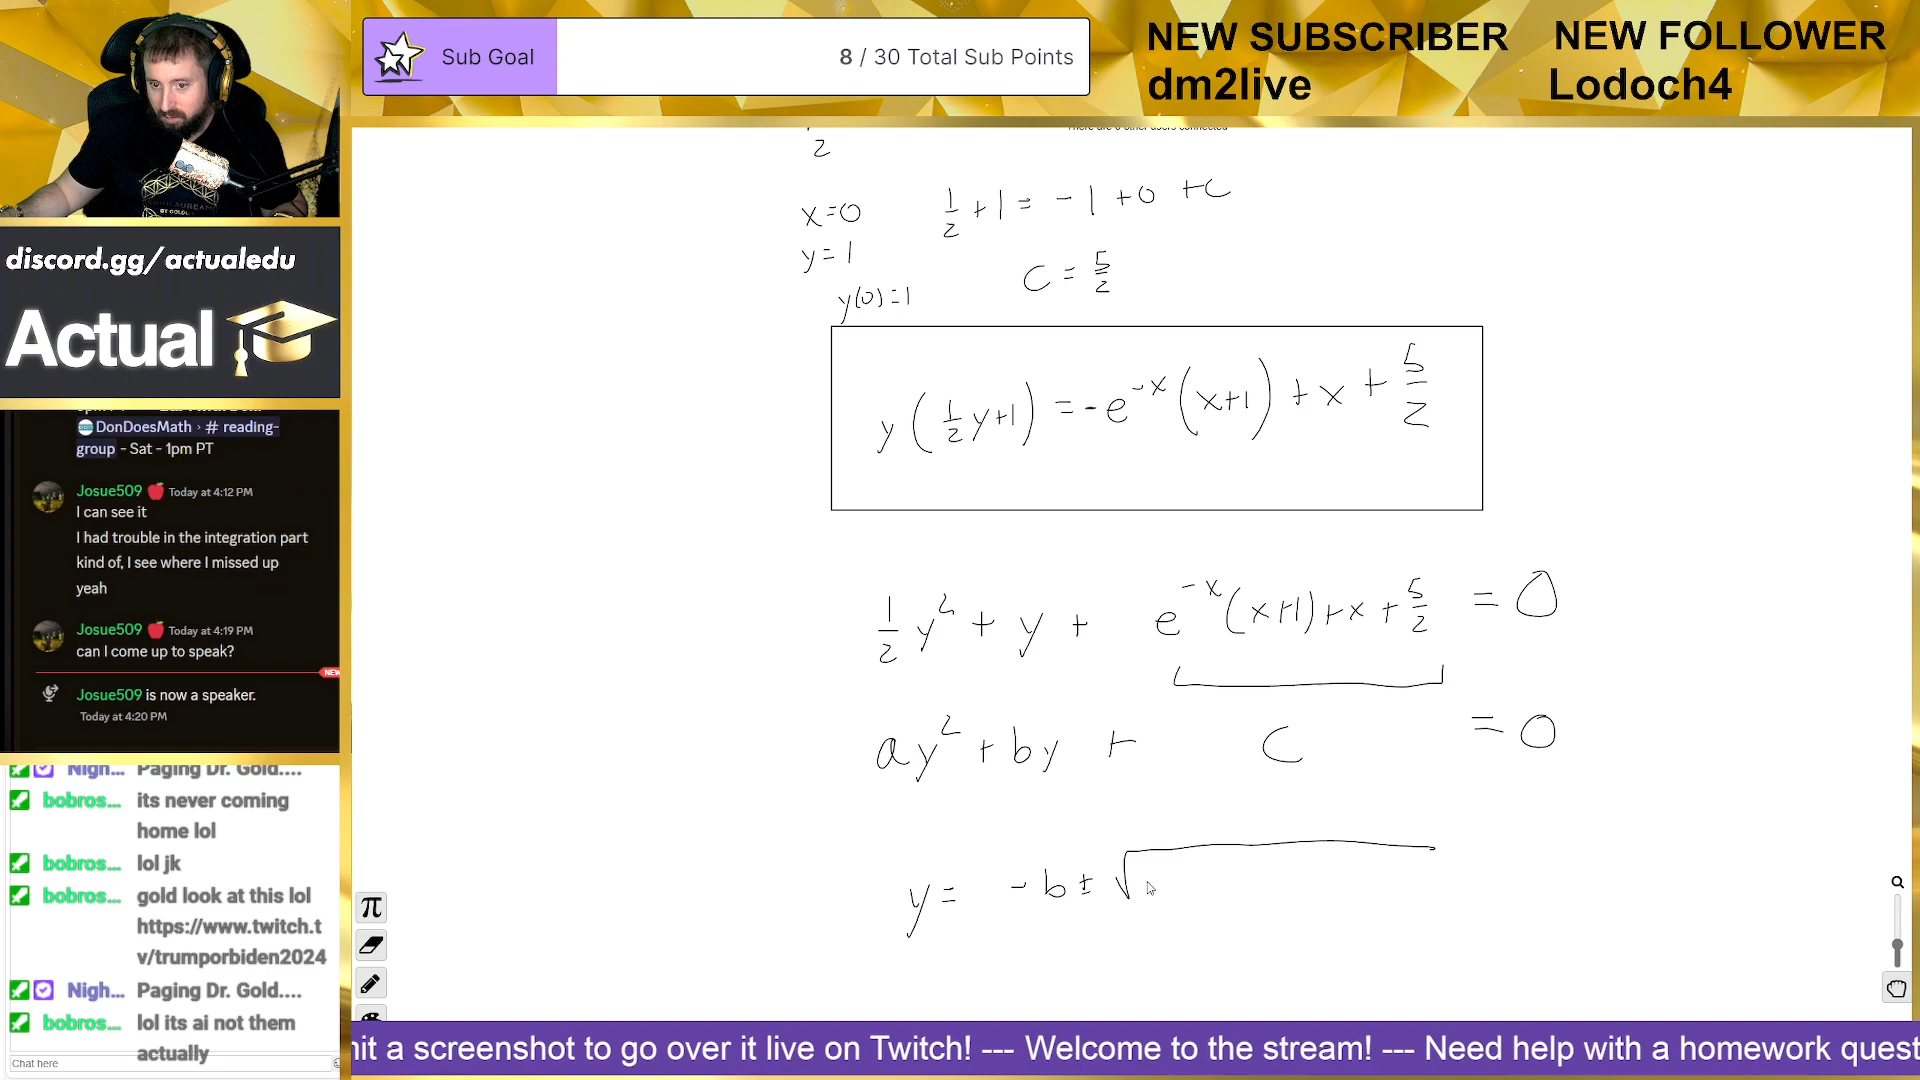 Sub Goal
8 / 30 Total Sub Points
NEW SUBSCRIBER
dm2live
NEW FOLLOWER
Lodoch4
discord.gg/actualedu
Actual
DonDoesMath › # reading-
group - Sat - 1pm PT
Josue509 🍎 Today at 4:12 PM
I can see it
I had trouble in the integration part
kind of, I see where I missed up
yeah
Josue509 🍎 Today at 4:19 PM
can I come up to speak?
NEW
Josue509 is now a speaker.
Today at 4:20 PM
Nigh... Paging Dr. Gold....
bobros... its never coming
home lol
bobros... lol jk
bobros... gold look at this lol
https://www.twitch.t
v/trumporbiden2024
Nigh... Paging Dr. Gold....
bobros... lol its ai not them
actually
Chat here
2
x=0
y=1
y(0)=1
1/2 + 1 = -1 + 0 + C
C = 5/2
y(1/2 y+1) = -e^-x (x+1) + x + 5/2
1/2 y^2 + y + e^-x (x+1) + x + 5/2 = 0
ay^2 + by + C = 0
y = -b ± √
π
nit a screenshot to go over it live on Twitch! --- Welcome to the stream! --- Need help with a homework quest